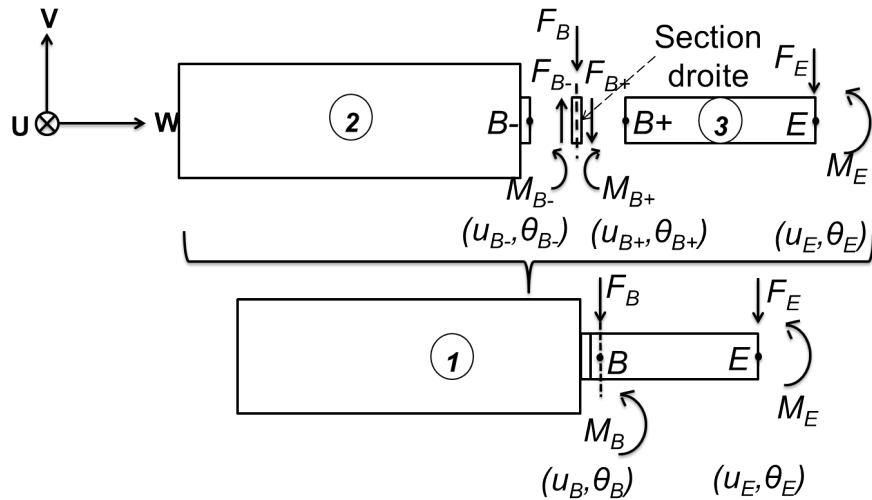 V
U
W
2
B-
F_B
F_B-
F_B+
Section
droite
B+
3
E
F_E
M_E
M_B-
M_B+
(u_B-,θ_B-)
(u_B+,θ_B+)
(u_E,θ_E)
1
F_B
F_E
B
E
M_B
M_E
(u_B,θ_B)
(u_E,θ_E)